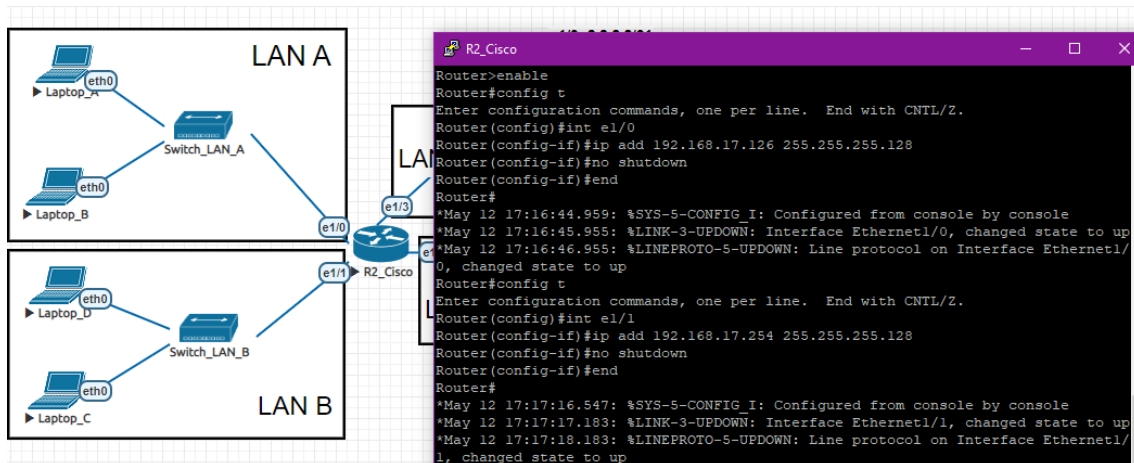 LAN A
eth0
Laptop_A
Switch_LAN_A
eth0
Laptop_B
e1/0
e1/3
R2_Cisco
e1/1
eth0
Laptop_D
Switch_LAN_B
eth0
Laptop_C
LAN B
R2_Cisco
Router>enable
Router#config t
Enter configuration commands, one per line.  End with CNTL/Z.
Router(config)#int e1/0
Router(config-if)#ip add 192.168.17.126 255.255.255.128
Router(config-if)#no shutdown
Router(config-if)#end
Router#
*May 12 17:16:44.959: %SYS-5-CONFIG_I: Configured from console by console
*May 12 17:16:45.955: %LINK-3-UPDOWN: Interface Ethernet1/0, changed state to up
*May 12 17:16:46.955: %LINEPROTO-5-UPDOWN: Line protocol on Interface Ethernet1/
0, changed state to up
Router#config t
Enter configuration commands, one per line.  End with CNTL/Z.
Router(config)#int e1/1
Router(config-if)#ip add 192.168.17.254 255.255.255.128
Router(config-if)#no shutdown
Router(config-if)#end
Router#
*May 12 17:17:16.547: %SYS-5-CONFIG_I: Configured from console by console
*May 12 17:17:17.183: %LINK-3-UPDOWN: Interface Ethernet1/1, changed state to up
*May 12 17:17:18.183: %LINEPROTO-5-UPDOWN: Line protocol on Interface Ethernet1/
1, changed state to up